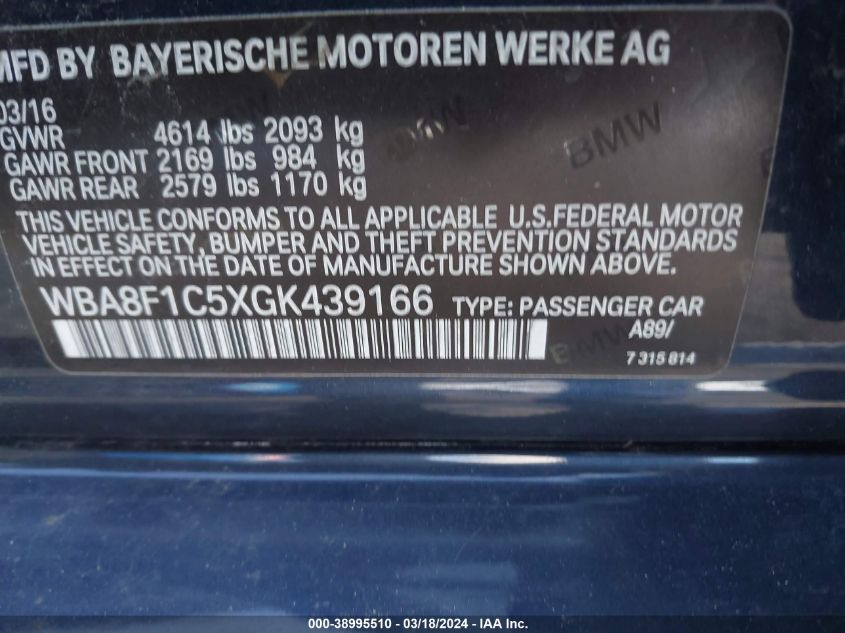 MFD BY BAYERISCHE MOTOREN WERKE AG
03/16
GVWR 4614 lbs 2093 kg
GAWR FRONT 2169 lbs 984 kg
GAWR REAR 2579 lbs 1170 kg
BMW
THIS VEHICLE CONFORMS TO ALL APPLICABLE U.S.FEDERAL MOTOR
VEHICLE SAFETY, BUMPER AND THEFT PREVENTION STANDARDS
IN EFFECT ON THE DATE OF MANUFACTURE SHOWN ABOVE.
WBA8F1C5XGK439166 TYPE: PASSENGER CAR
A89/
BMW
7 315 814
000-38995510 - 03/18/2024 - IAA Inc.